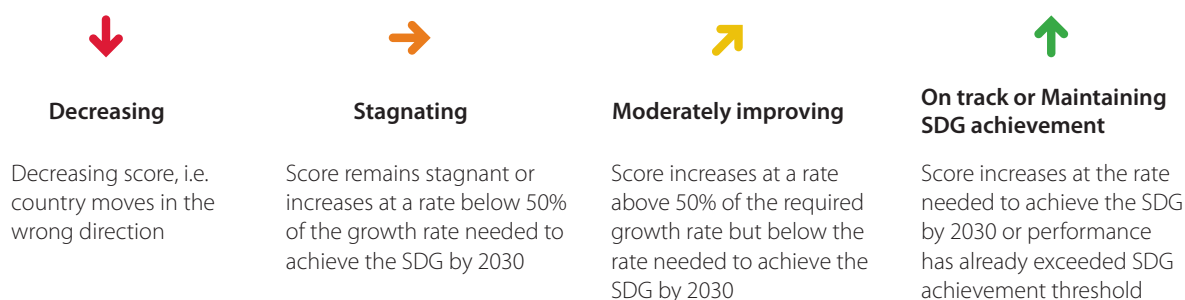 Decreasing
Decreasing score, i.e.
country moves in the
wrong direction
Stagnating
Score remains stagnant or
increases at a rate below 50%
of the growth rate needed to
achieve the SDG by 2030
Moderately improving
Score increases at a rate
above 50% of the required
growth rate but below the
rate needed to achieve the
SDG by 2030
On track or Maintaining
SDG achievement
Score increases at the rate
needed to achieve the SDG
by 2030 or performance
has already exceeded SDG
achievement threshold